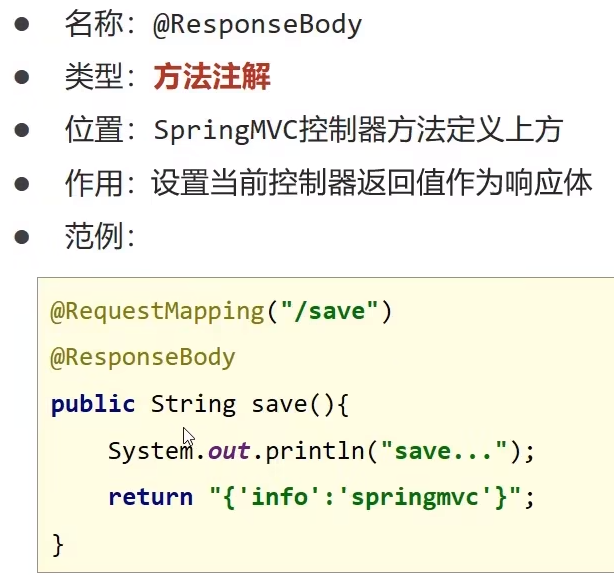 ● 名称：@ResponseBody
● 类型：方法注解
● 位置：SpringMVC控制器方法定义上方
● 作用：设置当前控制器返回值作为响应体
● 范例：
@RequestMapping("/save")
@ResponseBody
public String save(){
    System.out.println("save...");
    return "{'info':'springmvc'}";
}